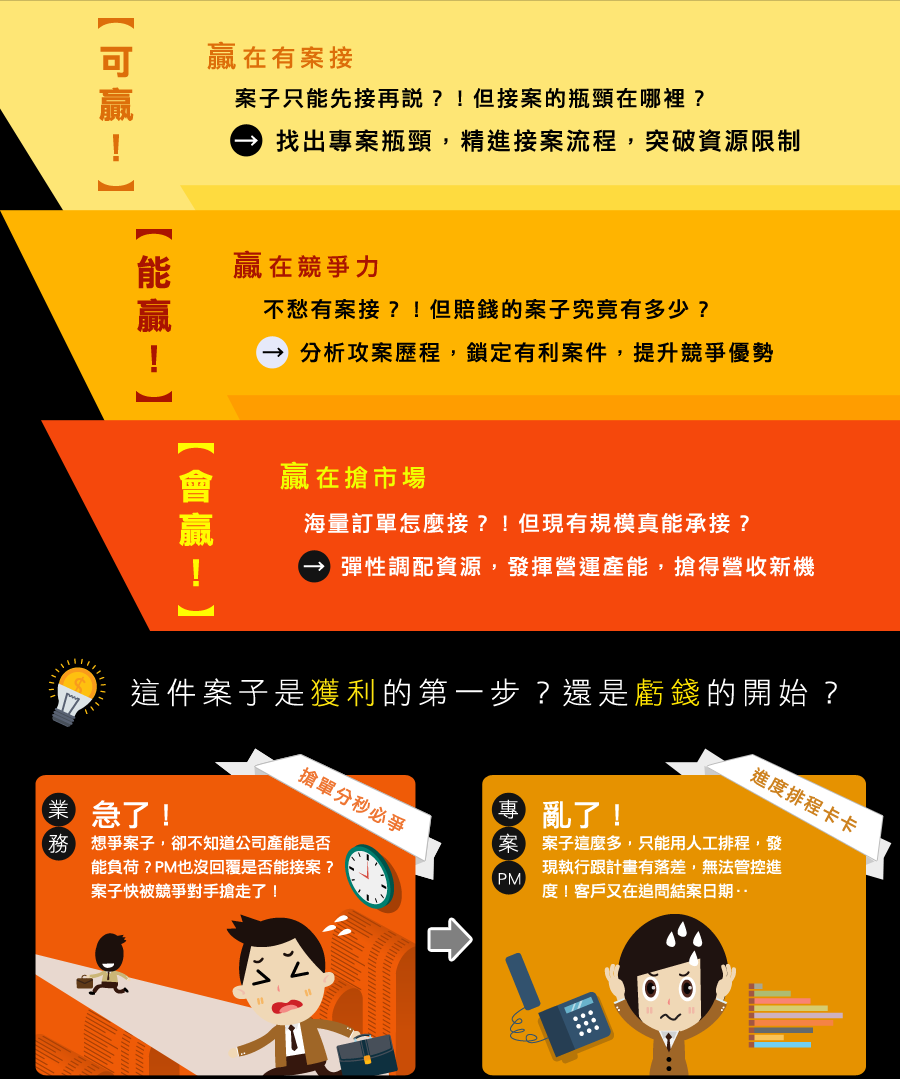 【可贏！】
贏在有案接
案子只能先接再説？！但接案的瓶頸在哪裡？
→ 找出專案瓶頸，精進接案流程，突破資源限制
【能贏！】
贏在競爭力
不愁有案接？！但賠錢的案子究竟有多少？
→ 分析攻案歷程，鎖定有利案件，提升競爭優勢
【會贏！】
贏在搶市場
海量訂單怎麼接？！但現有規模真能承接？
→ 彈性調配資源，發揮營運產能，搶得營收新機
這件案子是獲利的第一步？還是虧錢的開始？
搶單分秒必爭
業務
急了！
想爭案子，卻不知道公司產能是否
能負荷？PM也沒回覆是否能接案？
案子快被競爭對手搶走了！
進度排程卡卡
專案PM
亂了！
案子這麼多，只能用人工排程，發
現執行跟計畫有落差，無法管控進
度！客戶又在追問結案日期‥